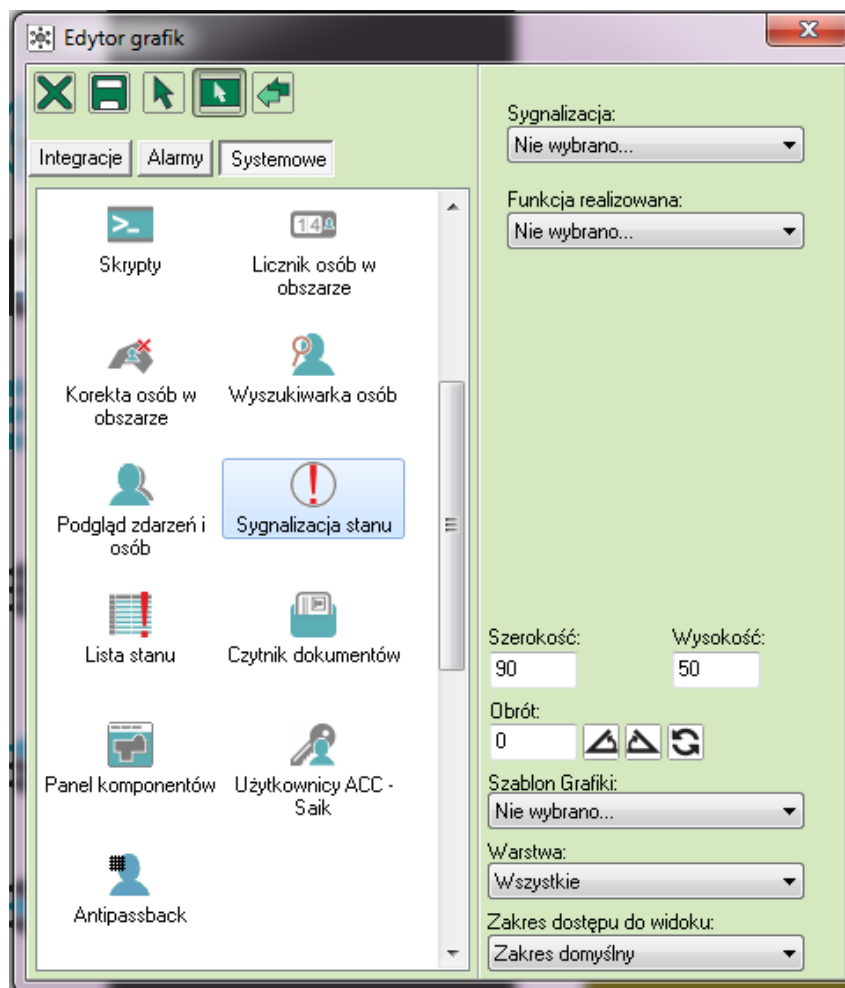 Edytor grafik
Integracje Alarmy Systemowe
>_
Skrypty
14
Licznik osób w
obszarze
Korekta osób w
obszarze
Wyszukiwarka osób
Podgląd zdarzeń i
osób
Sygnalizacja stanu
Lista stanu
Czytnik dokumentów
Panel komponentów
Użytkownicy ACC -
Saik
Antipassback
Sygnalizacja:
Nie wybrano...
Funkcja realizowana:
Nie wybrano...
Szerokość: Wysokość:
90 50
Obrót:
0
Szablon Grafiki:
Nie wybrano...
Warstwa:
Wszystkie
Zakres dostępu do widoku:
Zakres domyślny